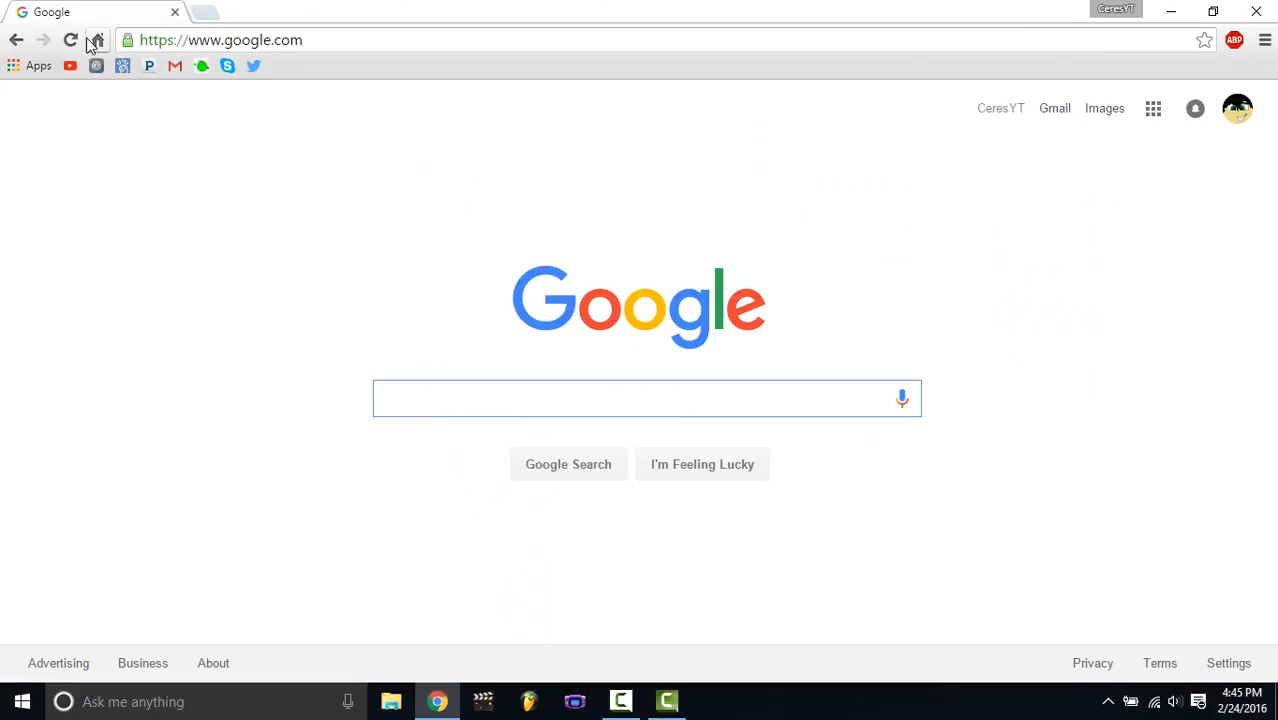 Google
CeresYT
https://www.google.com
ABP
Apps
CeresYT Gmail Images
Google
Google Search I'm Feeling Lucky
Advertising Business About
Privacy Terms Settings
Ask me anything
4:45 PM
2/24/2016